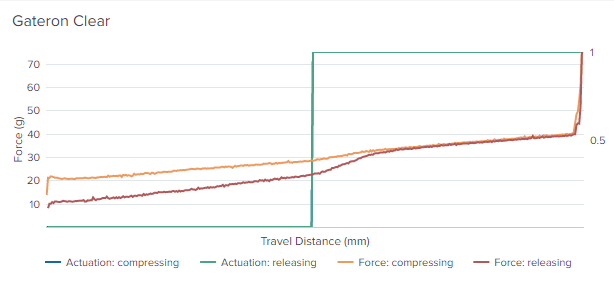 Gateron Clear
70
60
50
40
30
20
10
Force (g)
1
0.5
Travel Distance (mm)
Actuation: compressing Actuation: releasing Force: compressing Force: releasing